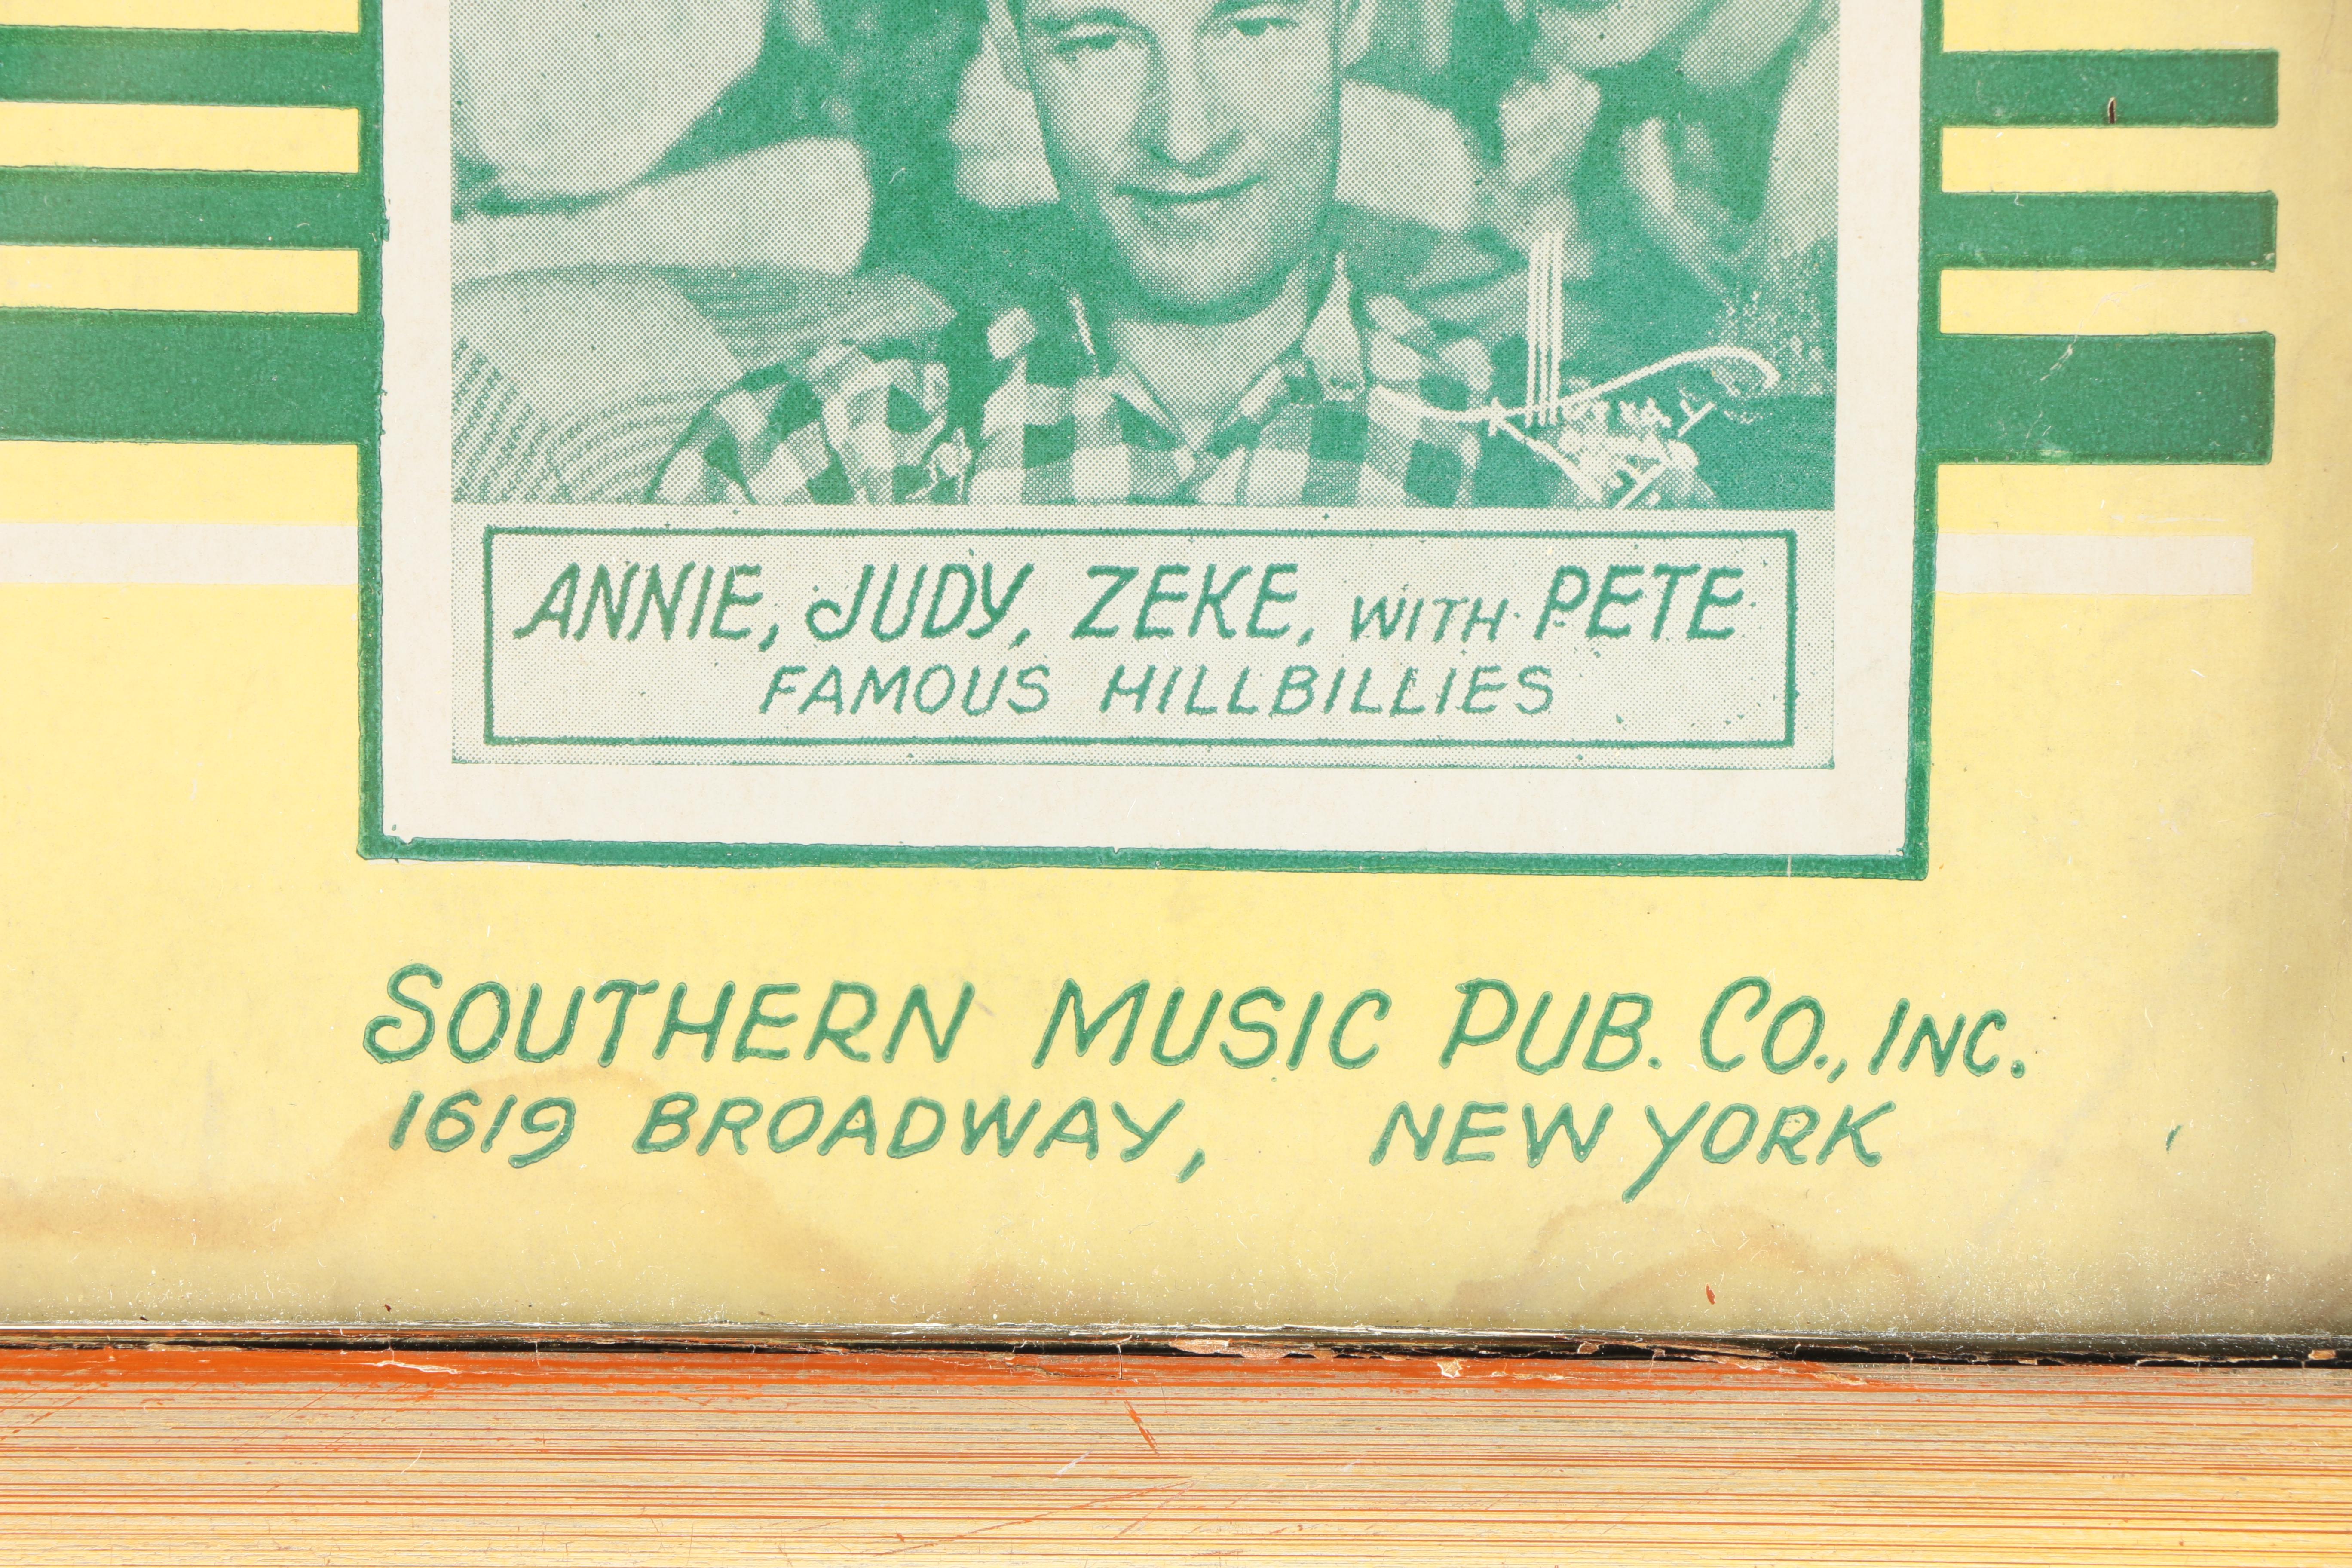 ANNIE, JUDY, ZEKE, WITH PETE
FAMOUS HILLBILLIES
SOUTHERN MUSIC PUB. CO., INC.
1619 BROADWAY, NEW YORK